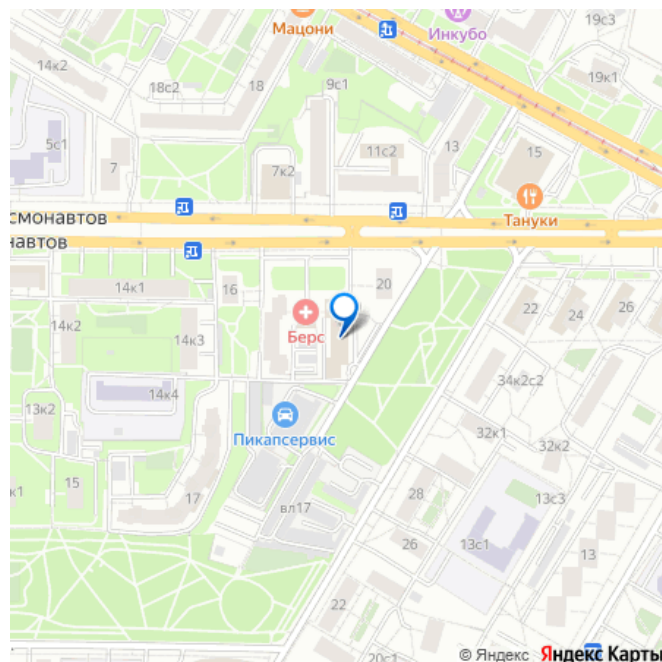 19с3
Мацони
Инкубо
14к2
18с2
18
9с1
19к1
5с1
7
7к2
11с2
13
15
Тануки
смонавтов
навтов
14к1
16
20
22
24
26
14к2
14к3
Берс
34к2с2
14к4
13к2
Пикапсервис
32к1
32к2
к1
15
17
вл17
28
13с3
26
13с1
13
22
20с1
© Яндекс Яндекс Карты